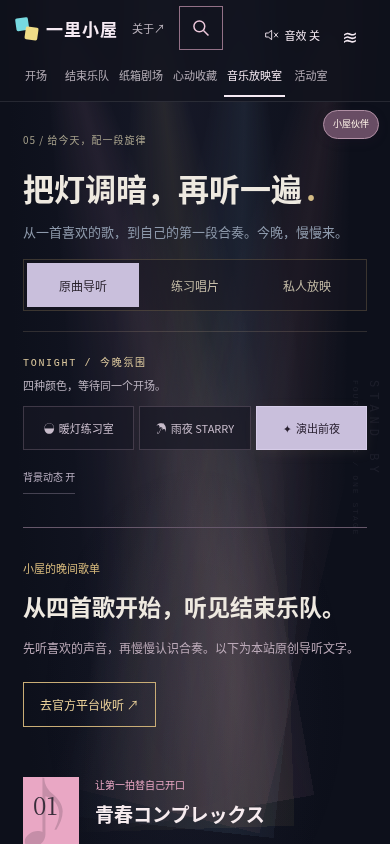 一里小屋
关于↗
音效 关
开场
结束乐队
纸箱剧场
心动收藏
音乐放映室
活动室
小屋伙伴
05 / 给今天，配一段旋律
把灯调暗，再听一遍.
从一首喜欢的歌，到自己的第一段合奏。今晚，慢慢来。
原曲导听
练习唱片
私人放映
TONIGHT / 今晚氛围
四种颜色，等待同一个开场。
暖灯练习室
雨夜 STARRY
演出前夜
背景动态 开
STAND BY
小屋的晚间歌单
从四首歌开始，听见结束乐队。
先听喜欢的声音，再慢慢认识合奏。以下为本站原创导听文字。
去官方平台收听 ↗
01
让第一拍替自己开口
青春コンプレックス